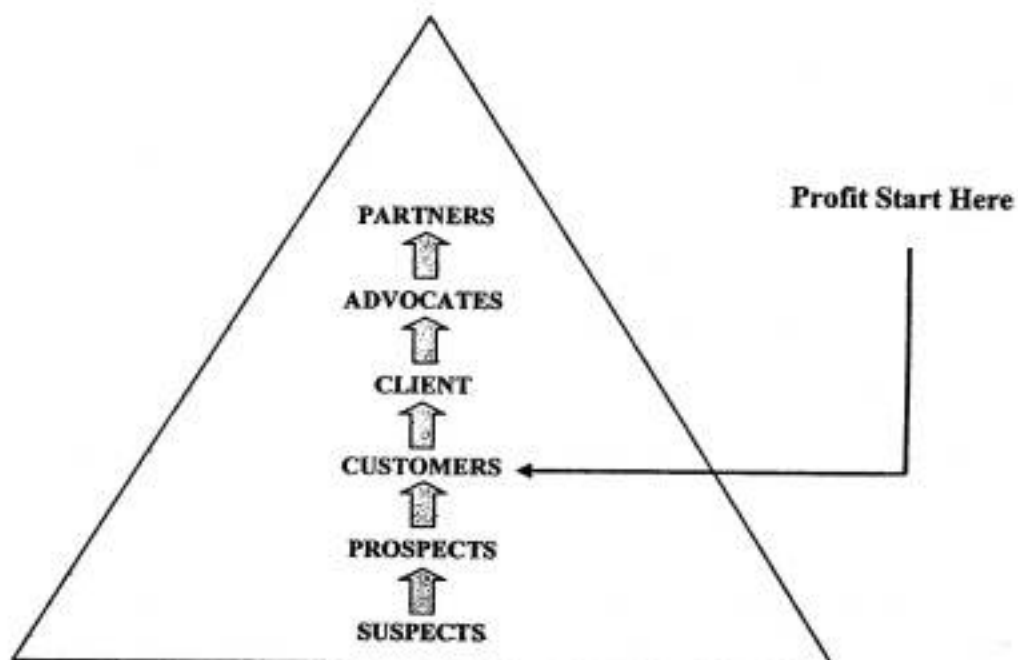 Profit Start Here
PARTNERS
ADVOCATES
CLIENT
CUSTOMERS
PROSPECTS
SUSPECTS